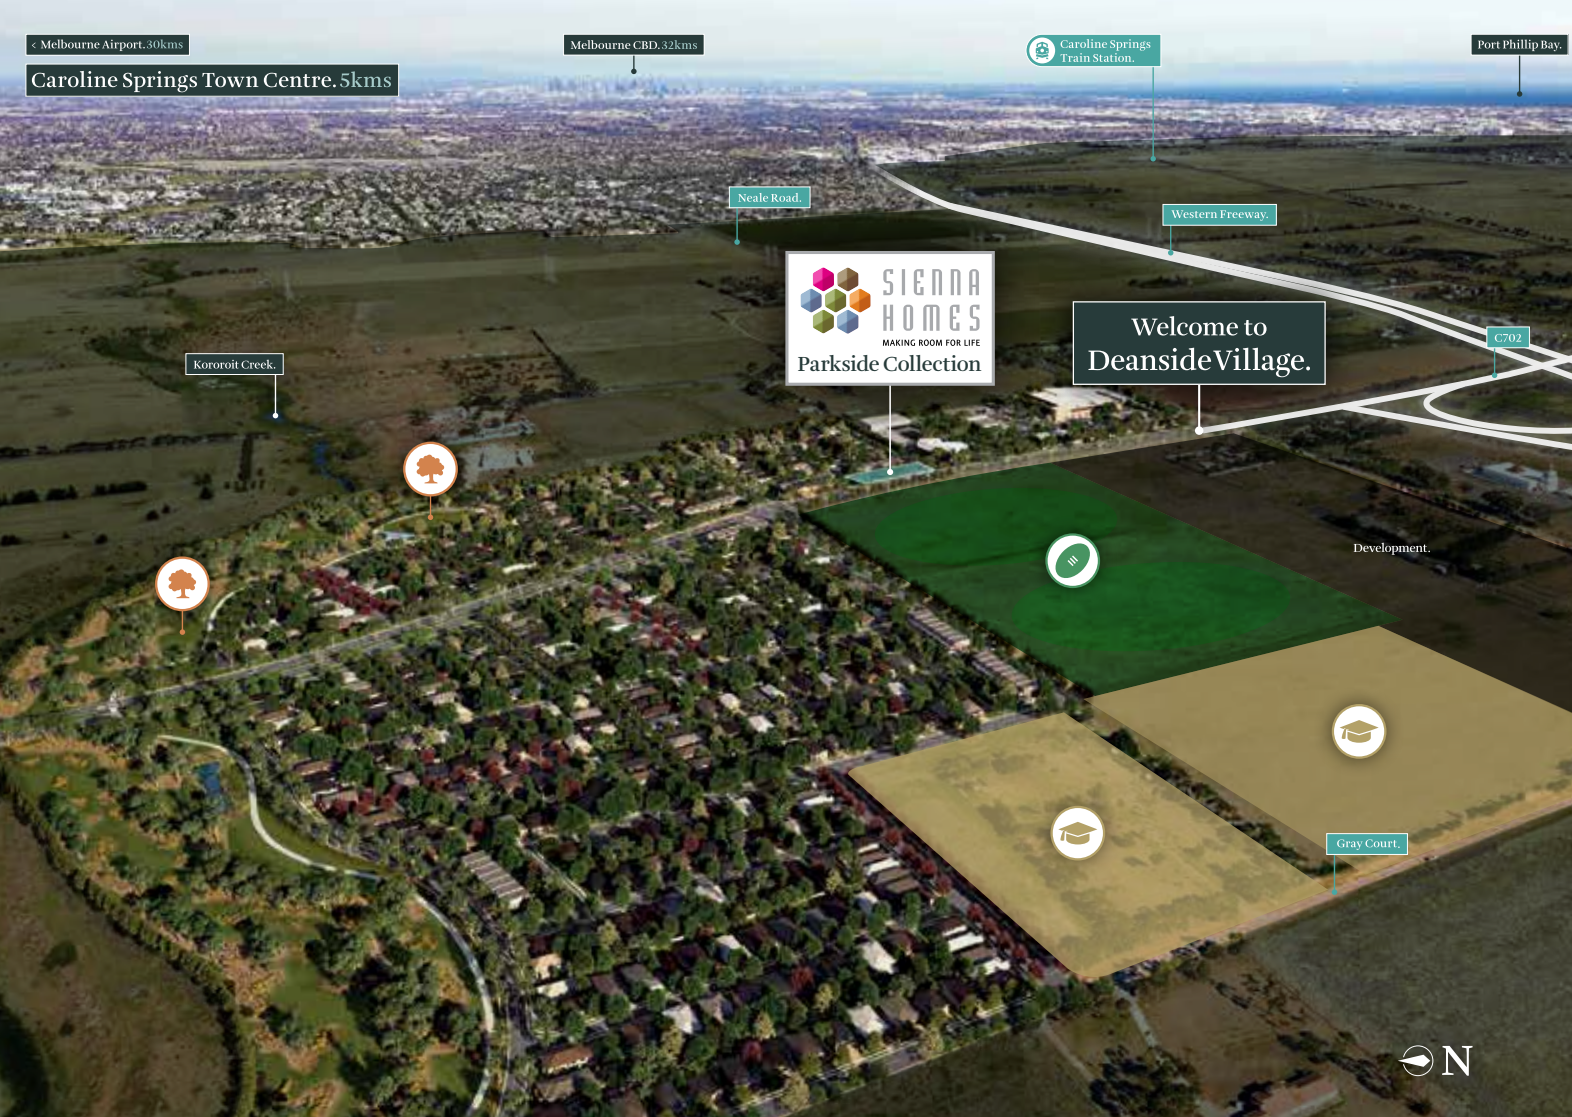 < Melbourne Airport. 30kms
Caroline Springs Town Centre. 5kms
Melbourne CBD. 32kms
Caroline Springs
Train Station.
Port Phillip Bay.
Neale Road.
Western Freeway.
SIENNA
HOMES
MAKING ROOM FOR LIFE
Parkside Collection
Welcome to
Deanside Village.
C702
Kororoit Creek.
Development.
Gray Court.
N